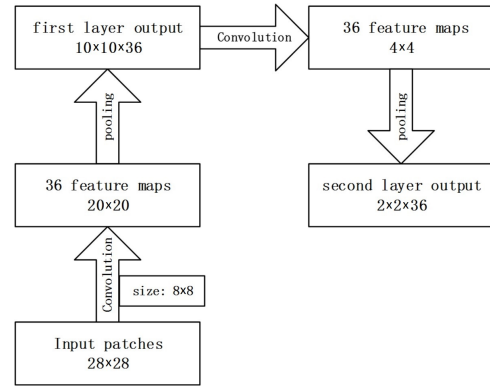 first layer output
10×10×36
Convolution
36 feature maps
4×4
pooling
pooling
36 feature maps
20×20
second layer output
2×2×36
Convolution
size: 8×8
Input patches
28×28